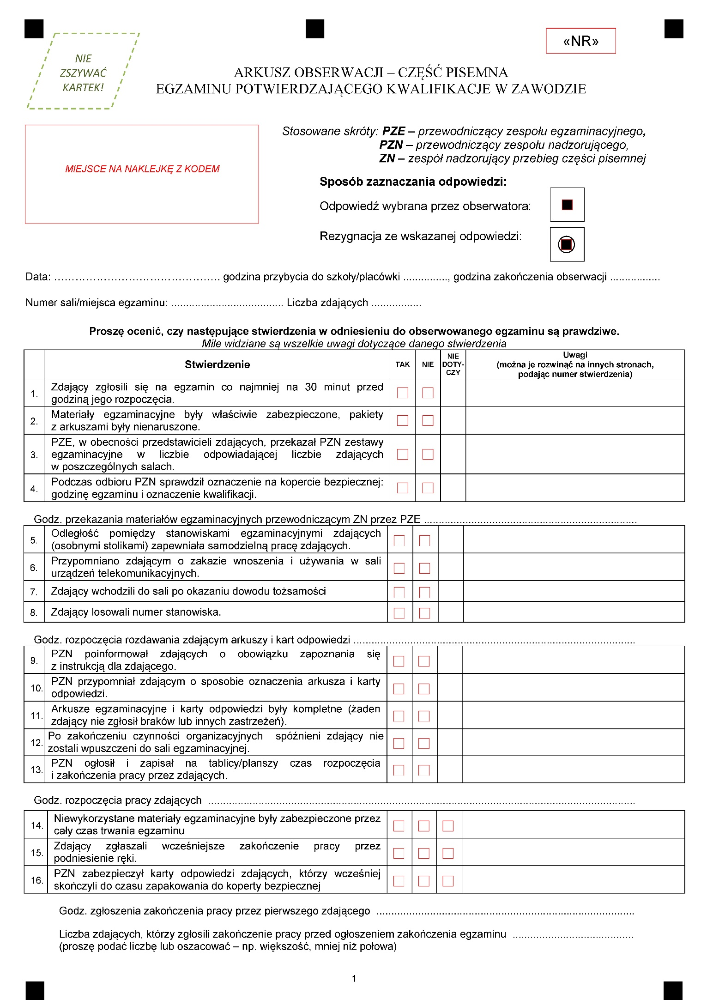 «NR»
NIE
ZSZYWAĆ
KARTEK!
ARKUSZ OBSERWACJI – CZĘŚĆ PISEMNA
EGZAMINU POTWIERDZAJĄCEGO KWALIFIKACJE W ZAWODZIE
MIEJSCE NA NAKLEJKĘ Z KODEM
Stosowane skróty: PZE – przewodniczący zespołu egzaminacyjnego,
PZN – przewodniczący zespołu nadzorującego,
ZN – zespół nadzorujący przebieg części pisemnej
Sposób zaznaczania odpowiedzi:
Odpowiedź wybrana przez obserwatora:
Rezygnacja ze wskazanej odpowiedzi:
Data: ……………………………………….. godzina przybycia do szkoły/placówki ..............., godzina zakończenia obserwacji .................
Numer sali/miejsca egzaminu: ...................................... Liczba zdających .................
Proszę ocenić, czy następujące stwierdzenia w odniesieniu do obserwowanego egzaminu są prawdziwe.
Mile widziane są wszelkie uwagi dotyczące danego stwierdzenia
Stwierdzenie
TAK
NIE
NIE
DOTY-
CZY
Uwagi
(można je rozwinąć na innych stronach,
podając numer stwierdzenia)
1.
Zdający zgłosili się na egzamin co najmniej na 30 minut przed
godziną jego rozpoczęcia.
2.
Materiały egzaminacyjne były właściwie zabezpieczone, pakiety
z arkuszami były nienaruszone.
3.
PZE, w obecności przedstawicieli zdających, przekazał PZN zestawy
egzaminacyjne w liczbie odpowiadającej liczbie zdających
w poszczególnych salach.
4.
Podczas odbioru PZN sprawdził oznaczenie na kopercie bezpiecznej:
godzinę egzaminu i oznaczenie kwalifikacji.
Godz. przekazania materiałów egzaminacyjnych przewodniczącym ZN przez PZE ........................................................................
5.
Odległość pomiędzy stanowiskami egzaminacyjnymi zdających
(osobnymi stolikami) zapewniała samodzielną pracę zdających.
6.
Przypomniano zdającym o zakazie wnoszenia i używania w sali
urządzeń telekomunikacyjnych.
7.
Zdający wchodzili do sali po okazaniu dowodu tożsamości
8.
Zdający losowali numer stanowiska.
Godz. rozpoczęcia rozdawania zdającym arkuszy i kart odpowiedzi ................................................................................................
9.
PZN poinformował zdających o obowiązku zapoznania się
z instrukcją dla zdającego.
10.
PZN przypomniał zdającym o sposobie oznaczenia arkusza i karty
odpowiedzi.
11.
Arkusze egzaminacyjne i karty odpowiedzi były kompletne (żaden
zdający nie zgłosił braków lub innych zastrzeżeń).
12.
Po zakończeniu czynności organizacyjnych spóźnieni zdający nie
zostali wpuszczeni do sali egzaminacyjnej.
13.
PZN ogłosił i zapisał na tablicy/planszy czas rozpoczęcia
i zakończenia pracy przez zdających.
Godz. rozpoczęcia pracy zdających ..................................................................................................................................................
14.
Niewykorzystane materiały egzaminacyjne były zabezpieczone przez
cały czas trwania egzaminu
15.
Zdający zgłaszali wcześniejsze zakończenie pracy przez
podniesienie ręki.
16.
PZN zabezpieczył karty odpowiedzi zdających, którzy wcześniej
skończyli do czasu zapakowania do koperty bezpiecznej
Godz. zgłoszenia zakończenia pracy przez pierwszego zdającego ........................................................................................
Liczba zdających, którzy zgłosili zakończenie pracy przed ogłoszeniem zakończenia egzaminu .........................................
(proszę podać liczbę lub oszacować – np. większość, mniej niż połowa)
1